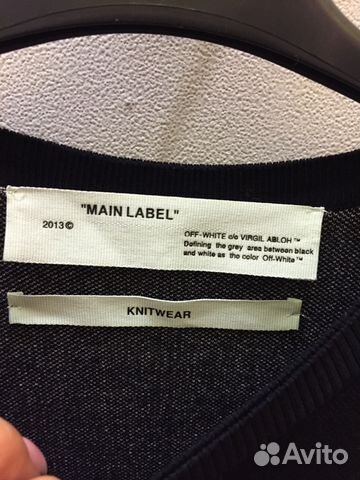 "MAIN LABEL"
2013©
OFF-WHITE c/o VIRGIL ABLOH™
Defining the grey area between black
and white as the color Off-White™
KNITWEAR
Avito